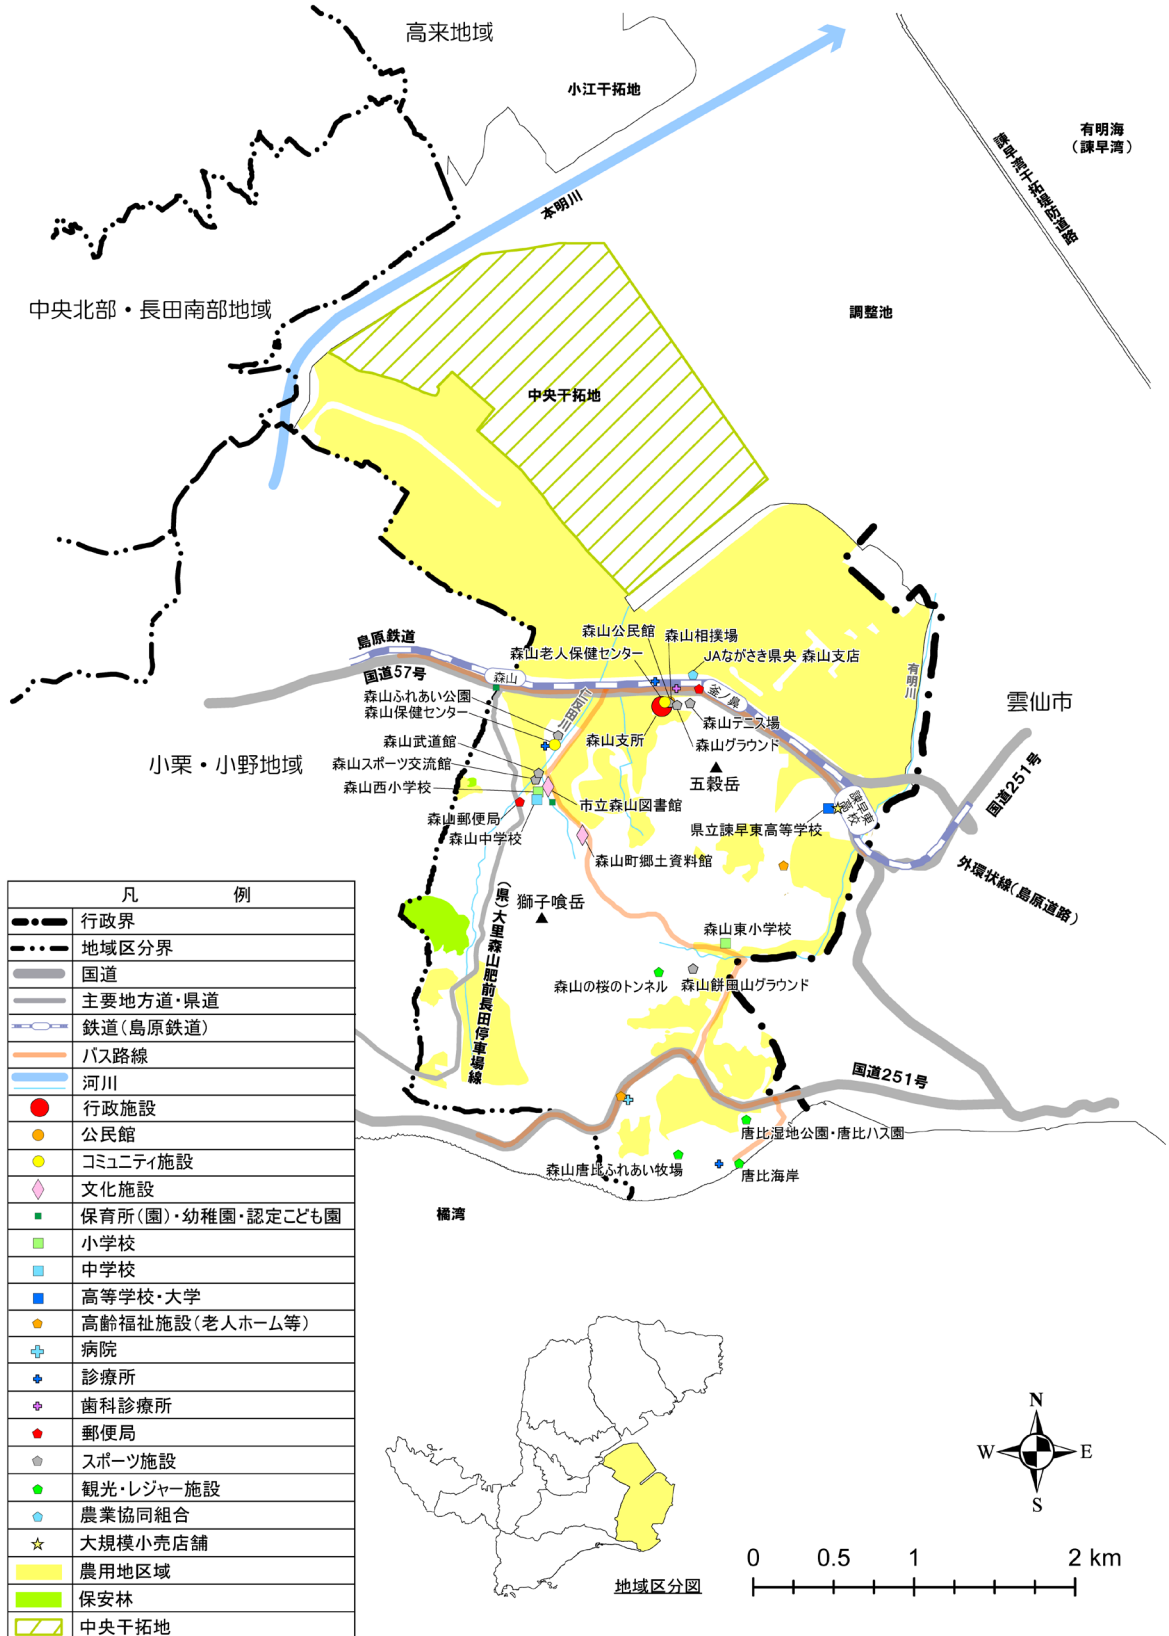 高来地域
小江干拓地
有明海
（諫早湾）
諫早湾干拓堤防道路
本明川
中央北部・長田南部地域
調整池
中央干拓地
島原鉄道
国道57号
森山
森山公民館
森山相撲場
森山老人保健センター
JAながさき県央 森山支店
有明川
釜ノ鼻
雲仙市
森山ふれあい公園
森山保健センター
仁反田川
森山テニス場
森山支所
森山グラウンド
森山武道館
小栗・小野地域
森山スポーツ交流館
五穀岳
国道251号
森山西小学校
市立森山図書館
諫早東高校
森山郵便局
県立諫早東高等学校
森山中学校
森山町郷土資料館
外環状線（島原道路）
（県）大里森山肥前長田停車場線
獅子喰岳
森山東小学校
森山の桜のトンネル
森山餅田山グラウンド
国道251号
唐比湿地公園・唐比ハス園
森山唐比ふれあい牧場
唐比海岸
橘湾
凡　例
行政界
地域区分界
国道
主要地方道・県道
鉄道（島原鉄道）
バス路線
河川
行政施設
公民館
コミュニティ施設
文化施設
保育所（園）・幼稚園・認定こども園
小学校
中学校
高等学校・大学
高齢福祉施設（老人ホーム等）
病院
診療所
歯科診療所
郵便局
スポーツ施設
観光・レジャー施設
農業協同組合
大規模小売店舗
農用地区域
保安林
中央干拓地
地域区分図
N
W
E
S
0 0.5 1 2 km